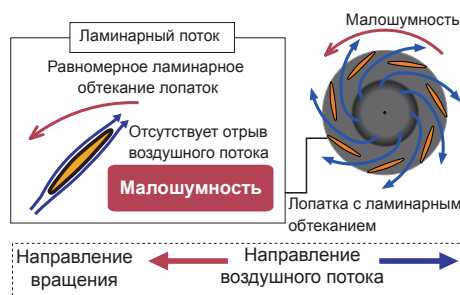 Ламинарный поток
Равномерное ламинарное
обтекание лопаток
Отсутствует отрыв
воздушного потока
Малошумность
Малошумность
Лопатка с ламинарным
обтеканием
Направление
вращения
Направление
воздушного потока